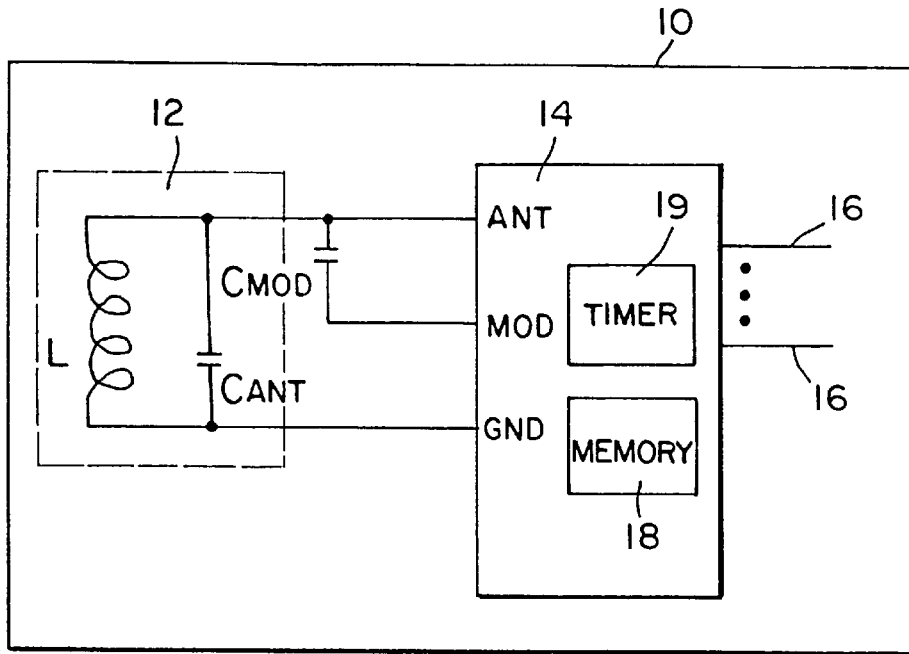 10
12
14
ANT
19
16
CMOD
MOD
TIMER
L
CANT
16
GND
MEMORY
18